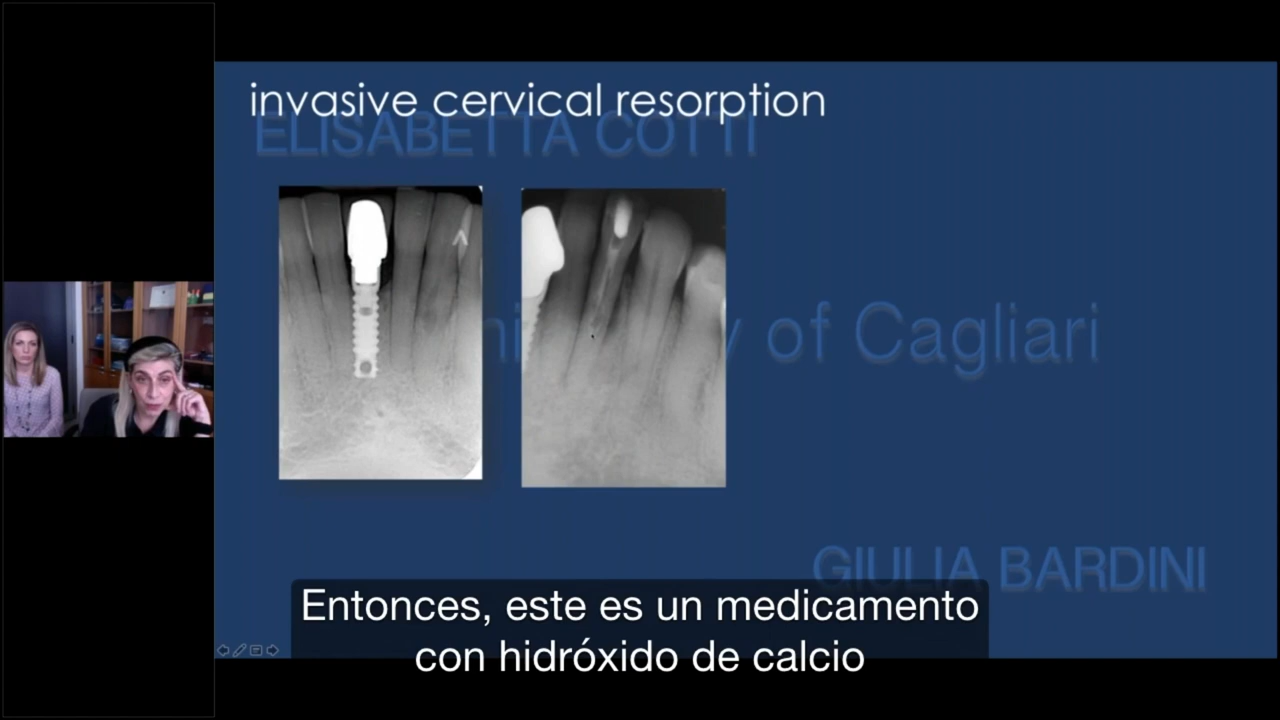 invasive cervical resorption
ELISABETTA COTTI
of Cagliari
GIULIA BARDINI
Entonces, este es un medicamento
con hidróxido de calcio